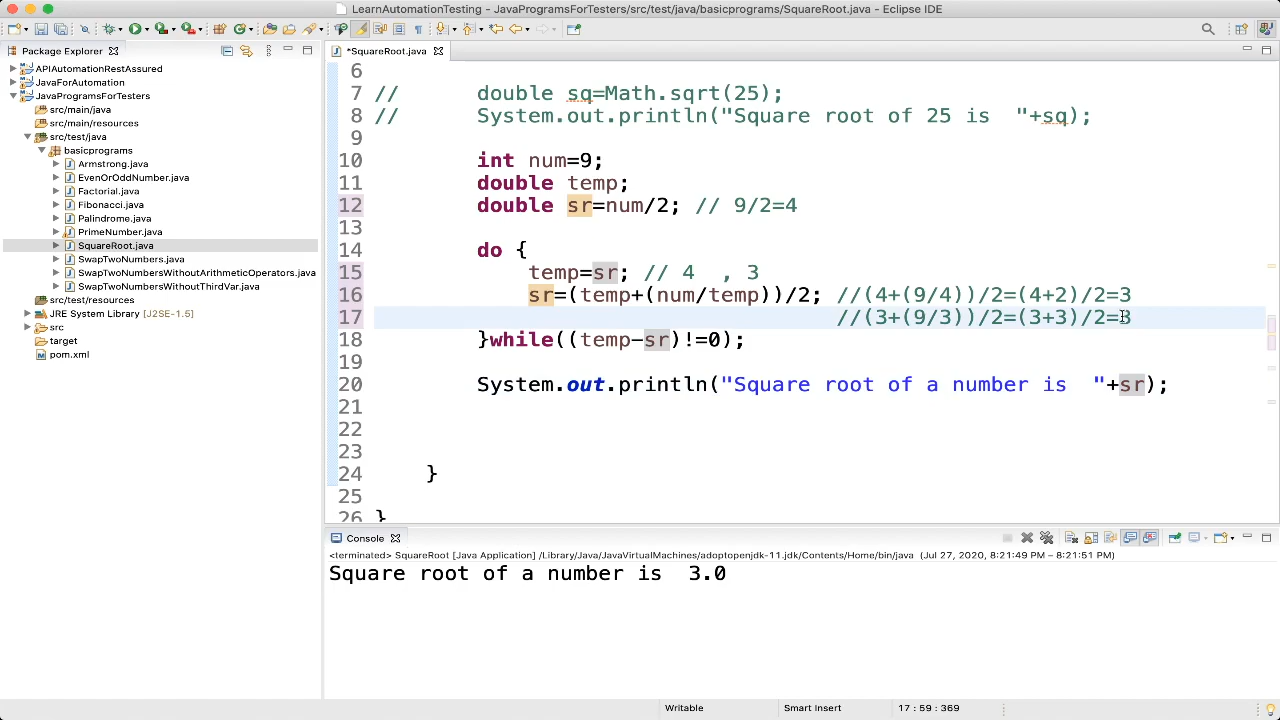 LearnAutomationTesting - JavaProgramsForTesters/src/test/java/basicprograms/SquareRoot.java - Eclipse IDE
Package Explorer
*SquareRoot.java
APIAutomationRestAssured
JavaForAutomation
JavaProgramsForTesters
src/main/java
src/main/resources
src/test/java
basicprograms
Armstrong.java
EvenOrOddNumber.java
Factorial.java
Fibonacci.java
Palindrome.java
PrimeNumber.java
SquareRoot.java
SwapTwoNumbers.java
SwapTwoNumbersWithoutArithmeticOperators.java
SwapTwoNumbersWithoutThirdVar.java
src/test/resources
JRE System Library [J2SE-1.5]
src
target
pom.xml
6
7 // double sq=Math.sqrt(25);
8 // System.out.println("Square root of 25 is "+sq);
9
10 int num=9;
11 double temp;
12 double sr=num/2; // 9/2=4
13
14 do {
15 temp=sr; // 4 , 3
16 sr=(temp+(num/temp))/2; //(4+(9/4))/2=(4+2)/2=3
17 //(3+(9/3))/2=(3+3)/2=3
18 }while((temp-sr)!=0);
19
20 System.out.println("Square root of a number is "+sr);
21
22
23
24 }
25
26 }
Console
<terminated> SquareRoot [Java Application] /Library/Java/JavaVirtualMachines/adoptopenjdk-11.jdk/Contents/Home/bin/java (Jul 27, 2020, 8:21:49 PM – 8:21:51 PM)
Square root of a number is 3.0
Writable Smart Insert 17 : 59 : 369